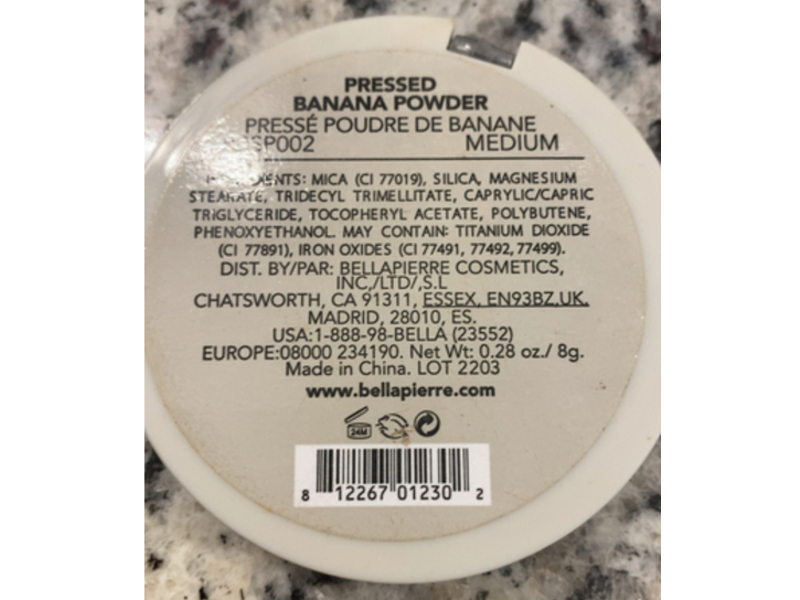 PRESSED
BANANA POWDER
PRESSÉ POUDRE DE BANANE
SP002 MEDIUM
INGREDIENTS: MICA (CI 77019), SILICA, MAGNESIUM
STEARATE, TRIDECYL TRIMELLITATE, CAPRYLIC/CAPRIC
TRIGLYCERIDE, TOCOPHERYL ACETATE, POLYBUTENE,
PHENOXYETHANOL. MAY CONTAIN: TITANIUM DIOXIDE
(CI 77891), IRON OXIDES (CI 77491, 77492, 77499).
DIST. BY/PAR: BELLAPIERRE COSMETICS,
INC,/LTD/,S.L
CHATSWORTH, CA 91311, ESSEX, EN93BZ,UK.
MADRID, 28010, ES.
USA:1-888-98-BELLA (23552)
EUROPE:08000 234190. Net Wt: 0.28 oz./ 8g.
Made in China. LOT 2203
www.bellapierre.com
24M
8 12267 01230 2